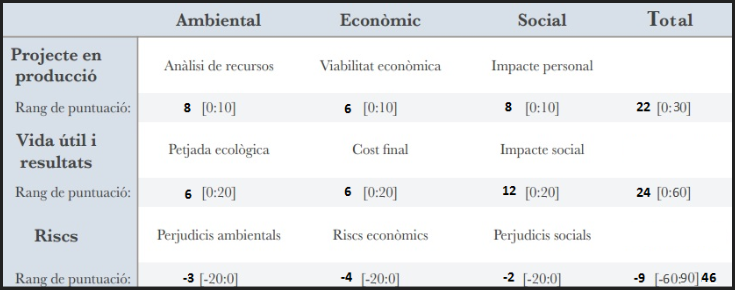 Ambiental Econòmic Social Total
Projecte en
producció
Anàlisi de recursos Viabilitat econòmica Impacte personal
Rang de puntuació: 8 [0:10] 6 [0:10] 8 [0:10] 22 [0:30]
Vida útil i
resultats
Petjada ecològica Cost final Impacte social
Rang de puntuació: 6 [0:20] 6 [0:20] 12 [0:20] 24 [0:60]
Riscs Perjudicis ambientals Riscs econòmics Perjudicis socials
Rang de puntuació: -3 [-20:0] -4 [-20:0] -2 [-20:0] -9 [-60:90] 46